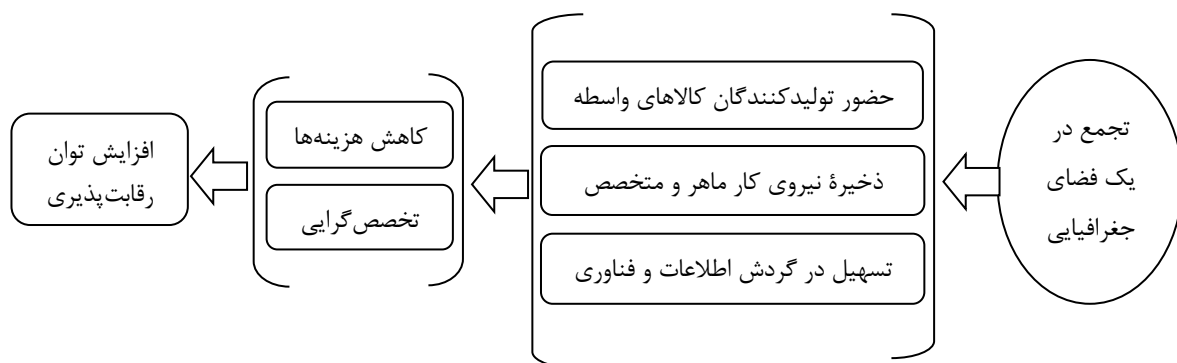 تجمع در
یک فضای
جغرافیایی
حضور تولیدکنندگان کالاهای واسطه
ذخیرۀ نیروی کار ماهر و متخصص
تسهیل در گردش اطلاعات و فناوری
کاهش هزینه‌ها
تخصص‌گرایی
افزایش توان
رقابت‌پذیری